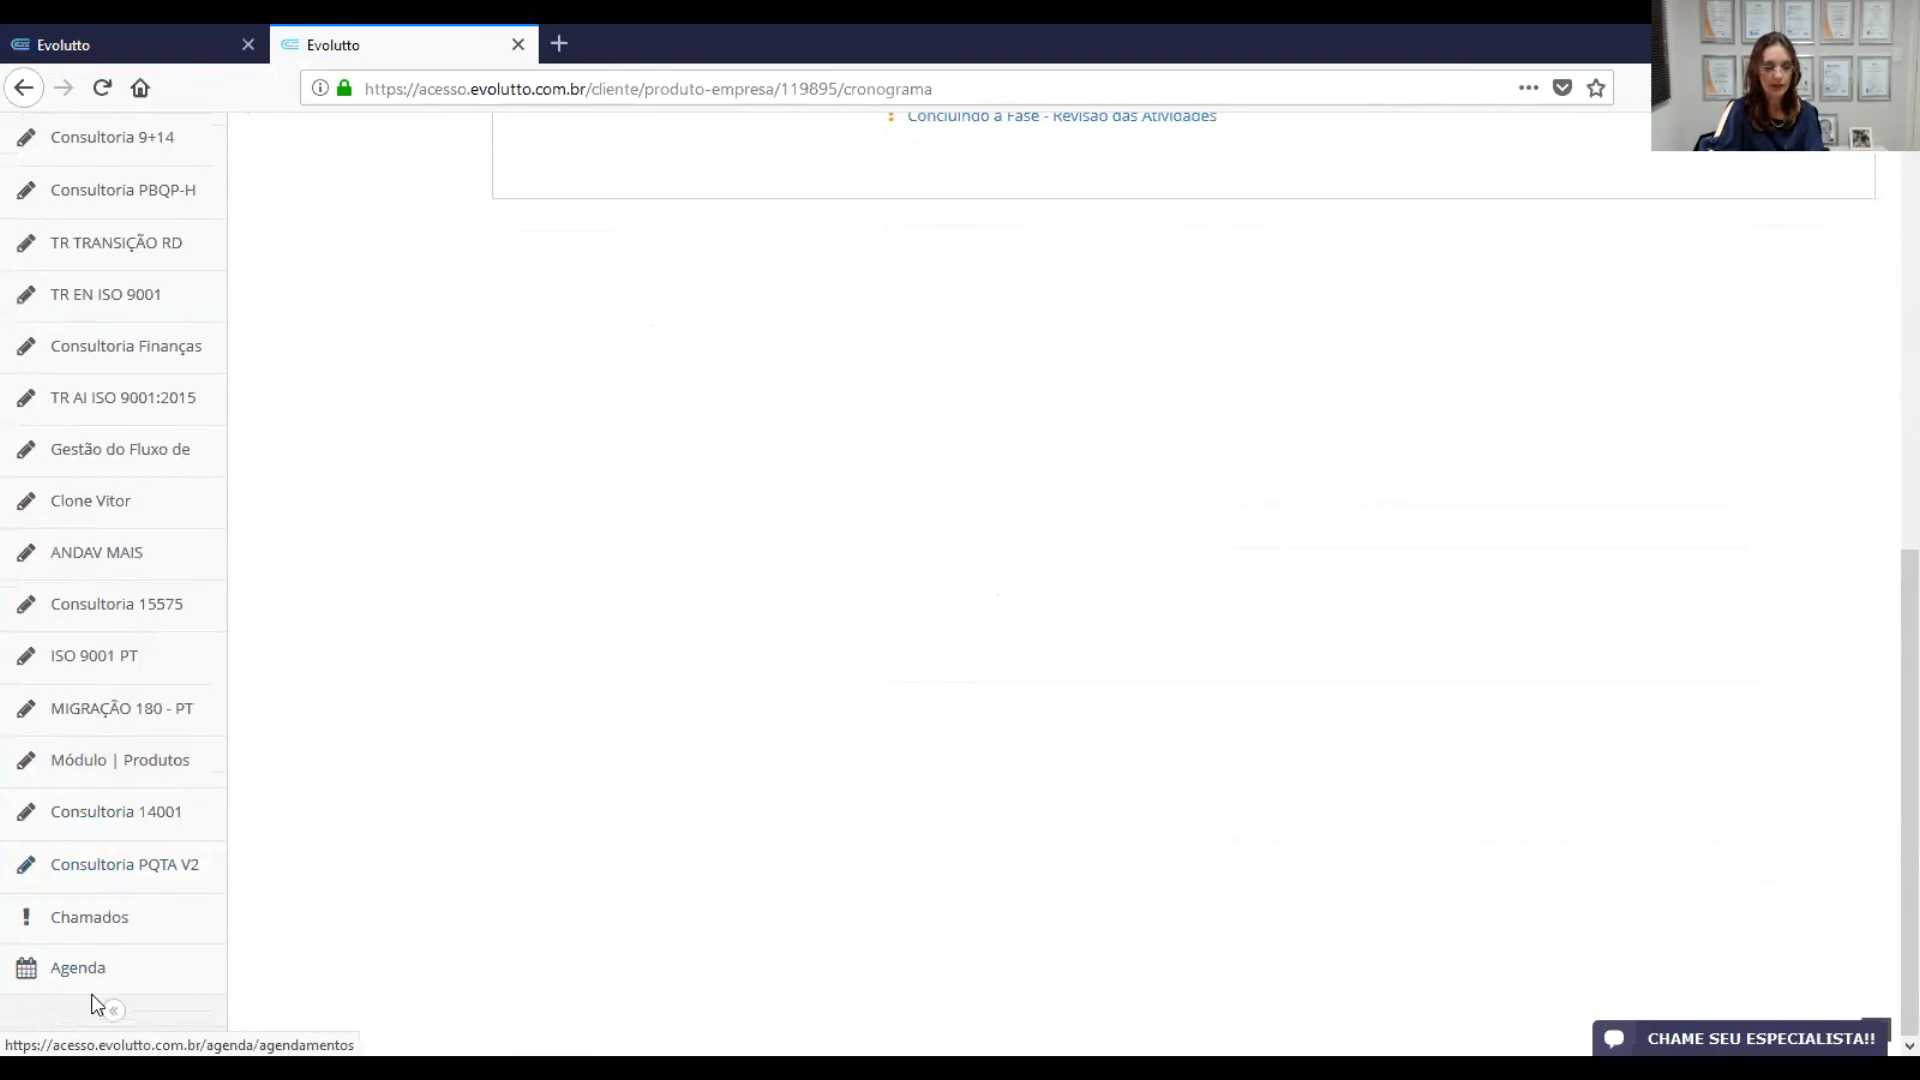 Evolutto
Evolutto
https://acesso.evolutto.com.br/cliente/produto-empresa/119895/cronograma
Concluindo a Fase - Revisão das Atividades
Consultoria 9+14
Consultoria PBQP-H
TR TRANSIÇÃO RD
TR EN ISO 9001
Consultoria Finanças
TR AI ISO 9001:2015
Gestão do Fluxo de
Clone Vitor
ANDAV MAIS
Consultoria 15575
ISO 9001 PT
MIGRAÇÃO 180 - PT
Módulo | Produtos
Consultoria 14001
Consultoria PQTA V2
Chamados
Agenda
https://acesso.evolutto.com.br/agenda/agendamentos
CHAME SEU ESPECIALISTA!!